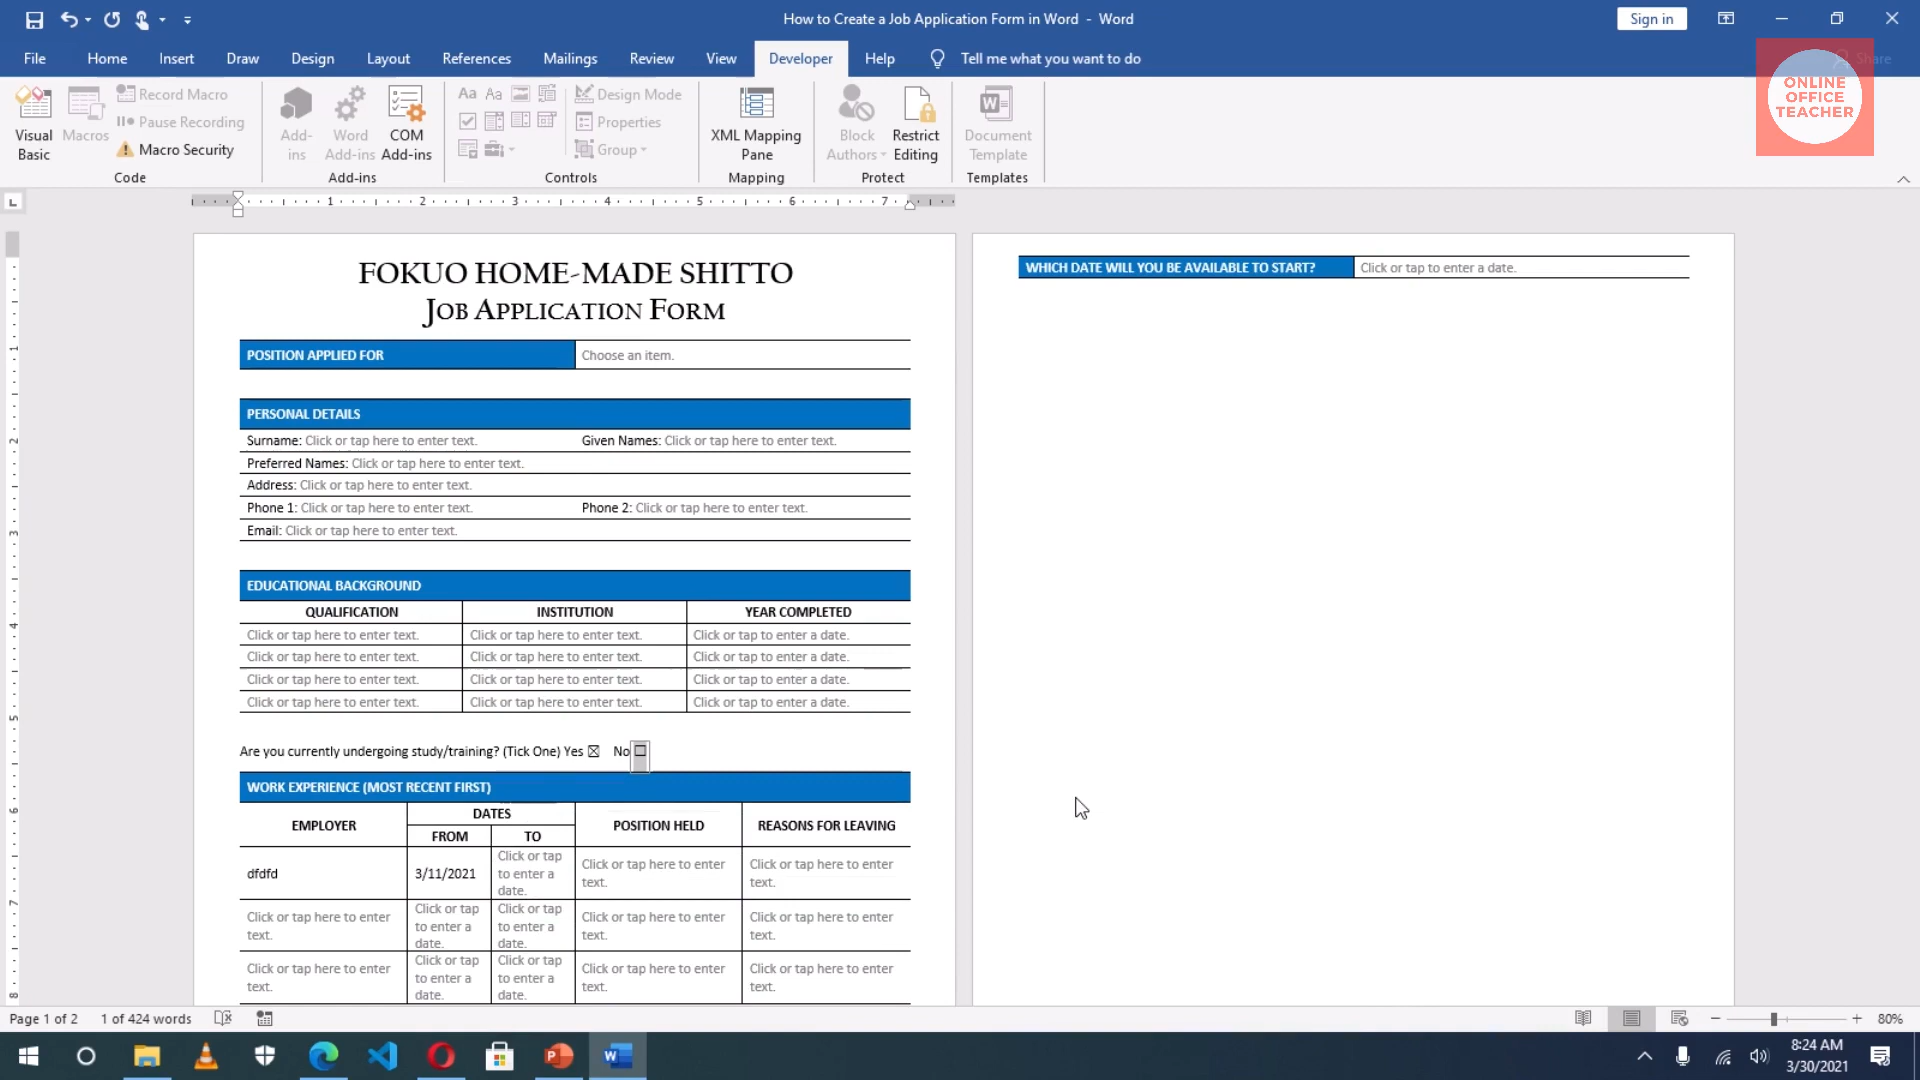 How to Create a Job Application Form in Word - Word
Sign in
File
Home
Insert
Draw
Design
Layout
References
Mailings
Review
View
Developer
Help
Tell me what you want to do
Share
ONLINE
OFFICE
TEACHER
Visual
Basic
Macros
Record Macro
Pause Recording
Macro Security
Code
Add-
ins
Word
Add-ins
COM
Add-ins
Add-ins
Aa Aa
Design Mode
Properties
Group
Controls
XML Mapping
Pane
Mapping
Block
Authors
Restrict
Editing
Protect
Document
Template
Templates
1 2 3 4 5 6 7
1
2
3
4
5
6
7
8
FOKUO HOME-MADE SHITTO
JOB APPLICATION FORM
POSITION APPLIED FOR Choose an item.
PERSONAL DETAILS
Surname: Click or tap here to enter text. Given Names: Click or tap here to enter text.
Preferred Names: Click or tap here to enter text.
Address: Click or tap here to enter text.
Phone 1: Click or tap here to enter text. Phone 2: Click or tap here to enter text.
Email: Click or tap here to enter text.
EDUCATIONAL BACKGROUND
QUALIFICATION INSTITUTION YEAR COMPLETED
Click or tap here to enter text. Click or tap here to enter text. Click or tap to enter a date.
Click or tap here to enter text. Click or tap here to enter text. Click or tap to enter a date.
Click or tap here to enter text. Click or tap here to enter text. Click or tap to enter a date.
Click or tap here to enter text. Click or tap here to enter text. Click or tap to enter a date.
Are you currently undergoing study/training? (Tick One) Yes ☒ No ☐
WORK EXPERIENCE (MOST RECENT FIRST)
EMPLOYER
DATES
FROM TO
POSITION HELD
REASONS FOR LEAVING
dfdfd
3/11/2021
Click or tap
to enter a
date.
Click or tap here to enter
text.
Click or tap here to enter
text.
Click or tap here to enter
text.
Click or tap
to enter a
date.
Click or tap
to enter a
date.
Click or tap here to enter
text.
Click or tap here to enter
text.
Click or tap here to enter
text.
Click or tap
to enter a
date.
Click or tap
to enter a
date.
Click or tap here to enter
text.
Click or tap here to enter
text.
WHICH DATE WILL YOU BE AVAILABLE TO START? Click or tap to enter a date.
Page 1 of 2
1 of 424 words
80%
8:24 AM
3/30/2021